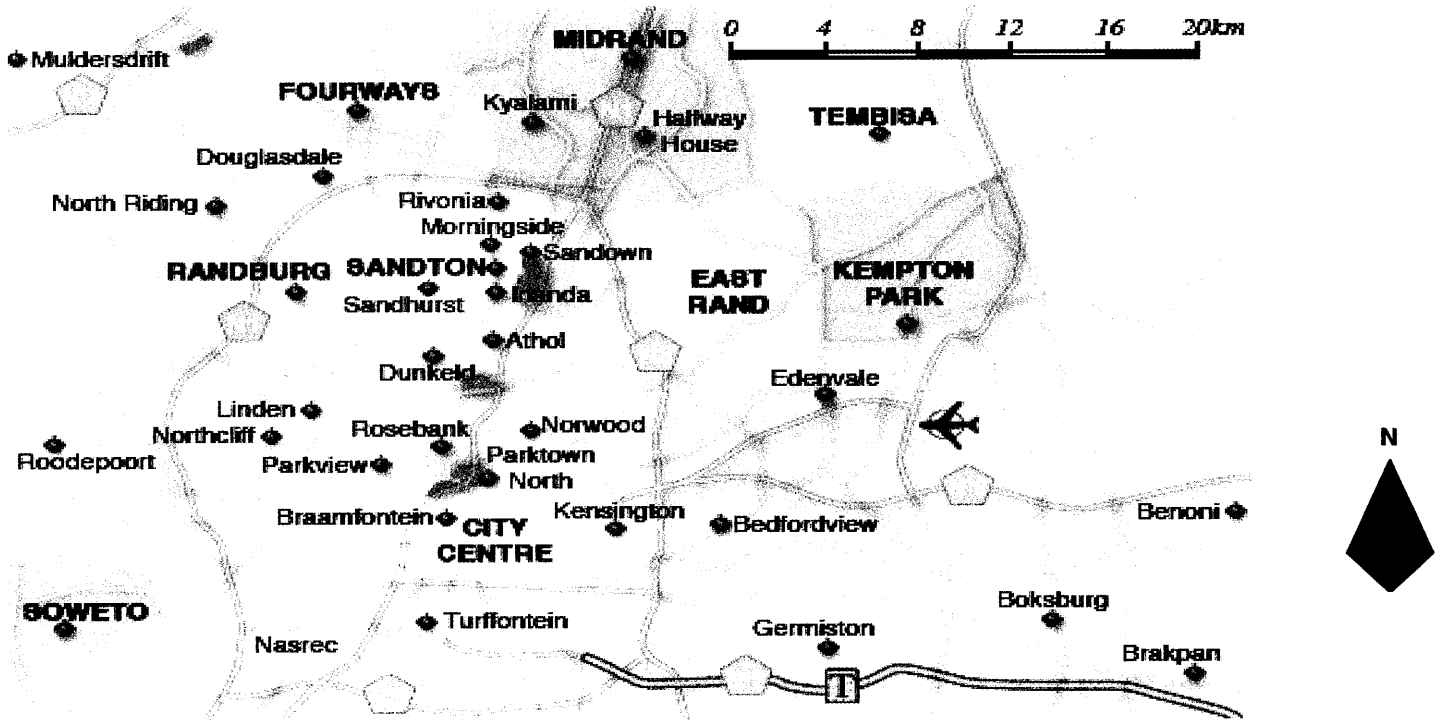 0 4 8 12 16 20km
MIDRAND
Muldersdrift
FOURWAYS
Kyalami
Halfway
House
TEMBISA
Douglasdale
North Riding
Rivonia
Morningside
Sandown
RANDBURG
SANDTON
EAST
RAND
KEMPTON
PARK
Sandhurst
Inanda
Athol
Dunkeld
Edenvale
Linden
Northcliff
Rosebank
Norwood
N
Roodepoort
Parkview
Parktown
North
Braamfontein
CITY
CENTRE
Kensington
Bedfordview
Benoni
SOWETO
Turffontein
Boksburg
Nasrec
Germiston
Brakpan
T